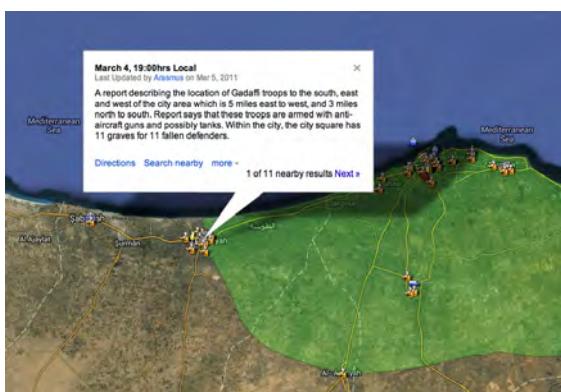 March 4, 19:00hrs Local
Last Updated by Arasmus on Mar 5, 2011
A report describing the location of Gadaffi troops to the south, east
and west of the city area which is 5 miles east to west, and 3 miles
north to south. Report says that these troops are armed with anti-
aircraft guns and possibly tanks. Within the city, the city square has
11 graves for 11 fallen defenders.
Directions Search nearby more
1 of 11 nearby results Next »
Mediterranean
Sea
Mediterranean
Sea
Şurmān
Al Ajaylat